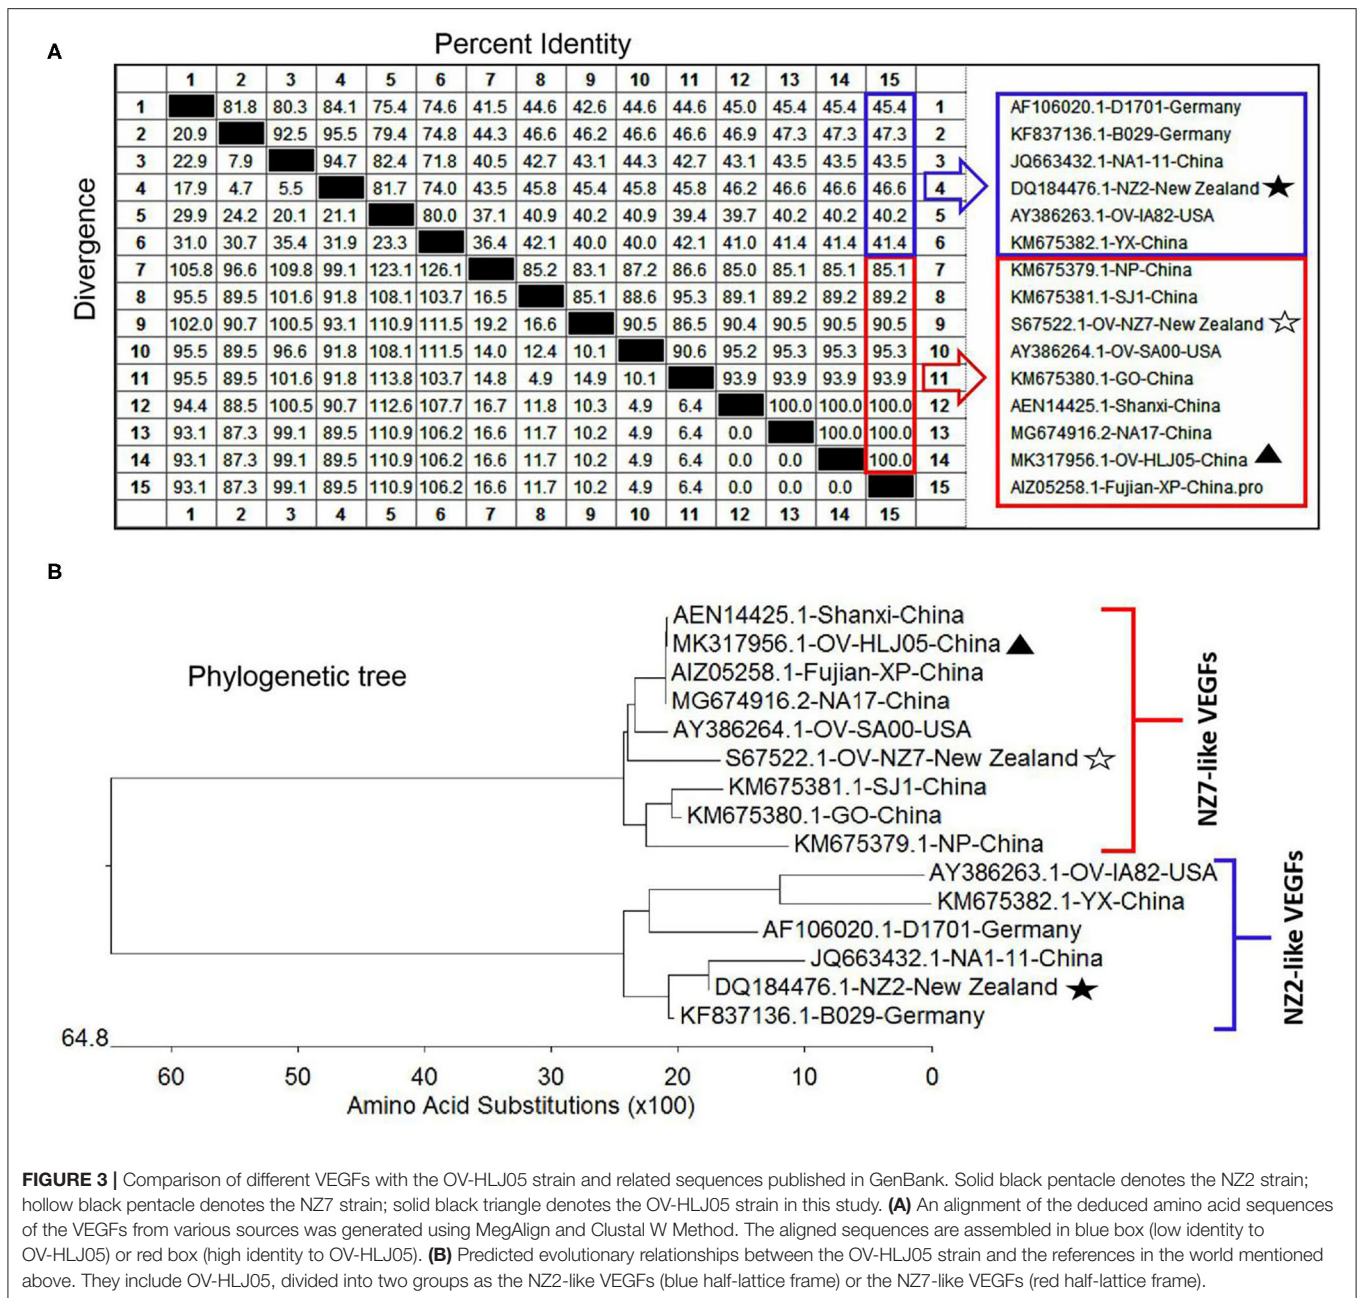 A
Percent Identity
Divergence
1 2 3 4 5 6 7 8 9 10 11 12 13 14 15
1 81.8 80.3 84.1 75.4 74.6 41.5 44.6 42.6 44.6 44.6 45.0 45.4 45.4 45.4 1 AF106020.1-D1701-Germany
2 20.9 92.5 95.5 79.4 74.8 44.3 46.6 46.2 46.6 46.6 46.9 47.3 47.3 47.3 2 KF837136.1-B029-Germany
3 22.9 7.9 94.7 82.4 71.8 40.5 42.7 43.1 44.3 42.7 43.1 43.5 43.5 43.5 3 JQ663432.1-NA1-11-China
4 17.9 4.7 5.5 81.7 74.0 43.5 45.8 45.4 45.8 45.8 46.2 46.6 46.6 46.6 4 DQ184476.1-NZ2-New Zealand
5 29.9 24.2 20.1 21.1 80.0 37.1 40.9 40.2 40.9 39.4 39.7 40.2 40.2 40.2 5 AY386263.1-OV-IA82-USA
6 31.0 30.7 35.4 31.9 23.3 36.4 42.1 40.0 40.0 42.1 41.0 41.4 41.4 41.4 6 KM675382.1-YX-China
7 105.8 96.6 109.8 99.1 123.1 126.1 85.2 83.1 87.2 86.6 85.0 85.1 85.1 85.1 7 KM675379.1-NP-China
8 95.5 89.5 101.6 91.8 108.1 103.7 16.5 85.1 88.6 95.3 89.1 89.2 89.2 89.2 8 KM675381.1-SJ1-China
9 102.0 90.7 100.5 93.1 110.9 111.5 19.2 16.6 90.5 86.5 90.4 90.5 90.5 90.5 9 S67522.1-OV-NZ7-New Zealand
10 95.5 89.5 96.6 91.8 108.1 111.5 14.0 12.4 10.1 90.6 95.2 95.3 95.3 95.3 10 AY386264.1-OV-SA00-USA
11 95.5 89.5 101.6 91.8 113.8 103.7 14.8 4.9 14.9 10.1 93.9 93.9 93.9 93.9 11 KM675380.1-GO-China
12 94.4 88.5 100.5 90.7 112.6 107.7 16.7 11.8 10.3 4.9 6.4 100.0 100.0 100.0 12 AEN14425.1-Shanxi-China
13 93.1 87.3 99.1 89.5 110.9 106.2 16.6 11.7 10.2 4.9 6.4 0.0 100.0 100.0 13 MG674916.2-NA17-China
14 93.1 87.3 99.1 89.5 110.9 106.2 16.6 11.7 10.2 4.9 6.4 0.0 0.0 100.0 14 MK317956.1-OV-HLJ05-China
15 93.1 87.3 99.1 89.5 110.9 106.2 16.6 11.7 10.2 4.9 6.4 0.0 0.0 0.0 15 AIZ05258.1-Fujian-XP-China.pro
1 2 3 4 5 6 7 8 9 10 11 12 13 14 15
B
Phylogenetic tree
AEN14425.1-Shanxi-China
MK317956.1-OV-HLJ05-China
AIZ05258.1-Fujian-XP-China
MG674916.2-NA17-China
AY386264.1-OV-SA00-USA
S67522.1-OV-NZ7-New Zealand
KM675381.1-SJ1-China
KM675380.1-GO-China
KM675379.1-NP-China
NZ7-like VEGFs
AY386263.1-OV-IA82-USA
KM675382.1-YX-China
AF106020.1-D1701-Germany
JQ663432.1-NA1-11-China
DQ184476.1-NZ2-New Zealand
KF837136.1-B029-Germany
NZ2-like VEGFs
64.8
60 50 40 30 20 10 0
Amino Acid Substitutions (x100)
FIGURE 3 | Comparison of different VEGFs with the OV-HLJ05 strain and related sequences published in GenBank. Solid black pentacle denotes the NZ2 strain;
hollow black pentacle denotes the NZ7 strain; solid black triangle denotes the OV-HLJ05 strain in this study. (A) An alignment of the deduced amino acid sequences
of the VEGFs from various sources was generated using MegAlign and Clustal W Method. The aligned sequences are assembled in blue box (low identity to
OV-HLJ05) or red box (high identity to OV-HLJ05). (B) Predicted evolutionary relationships between the OV-HLJ05 strain and the references in the world mentioned
above. They include OV-HLJ05, divided into two groups as the NZ2-like VEGFs (blue half-lattice frame) or the NZ7-like VEGFs (red half-lattice frame).